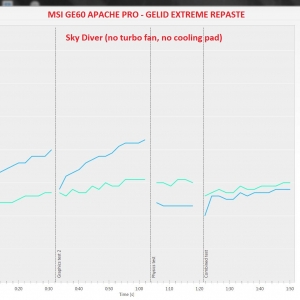 MSI GE60 APACHE PRO - GELID EXTREME REPASTE
Sky Diver (no turbo fan, no cooling pad)
Graphics test 2
Physics test
Combined test
0:20
0:30
0:40
0:50
1:00
1:10
1:20
1:30
1:40
1:50
Time (s)